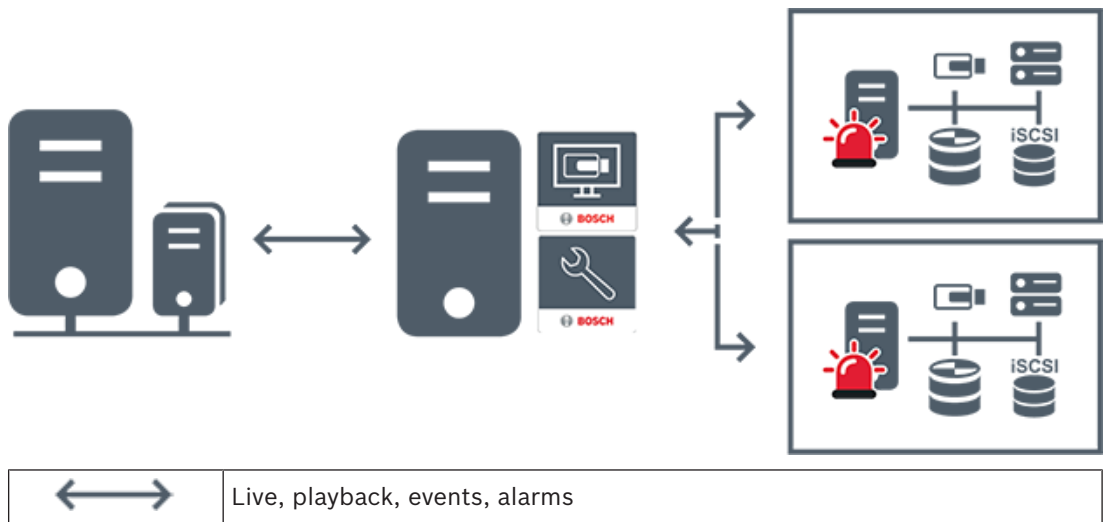 iSCSI
BOSCH
BOSCH
iSCSI
Live, playback, events, alarms